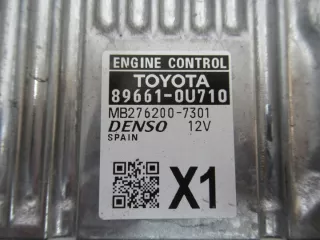 ENGINE CONTROL
TOYOTA
89661-0U710
MB276200-7301
DENSO 12V
SPAIN
X1